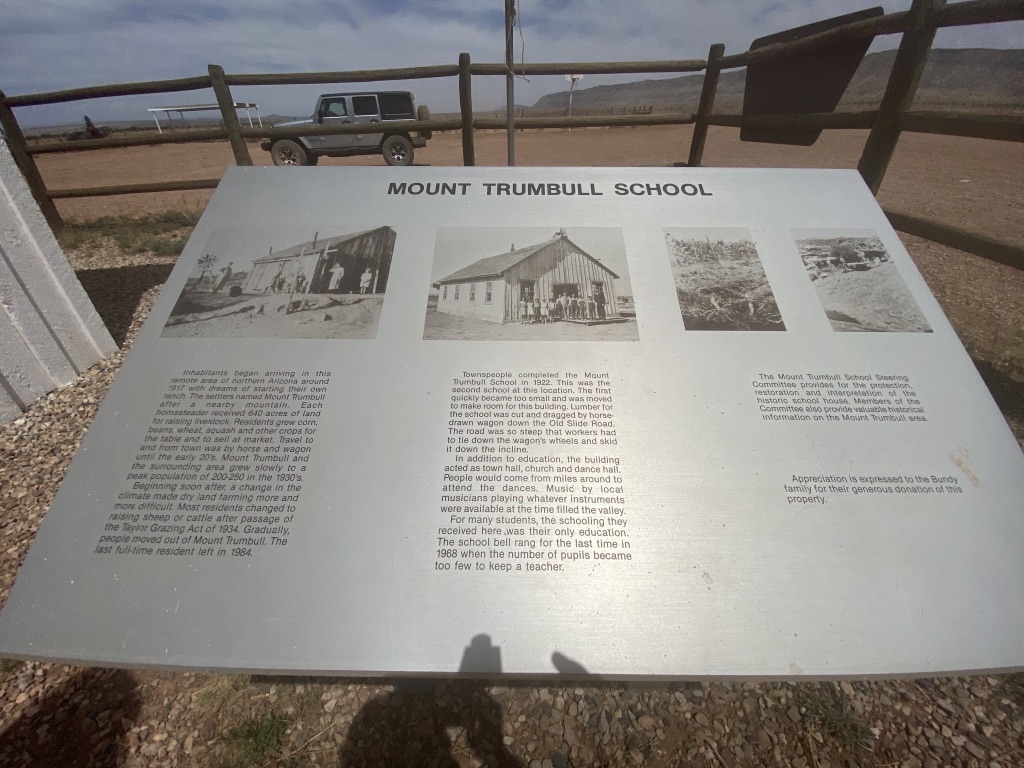 MOUNT TRUMBULL SCHOOL
Inhabitants began arriving in this
remote area of northern Arizona around
1917 with dreams of starting their own
ranch. The settlers named Mount Trumbull
after a nearby mountain. Each
homesteader received 640 acres of land
for raising livestock. Residents grew corn,
beans, wheat, squash and other crops for
the table and to sell at market. Travel to
and from town was by horse and wagon
until the early 20's. Mount Trumbull and
the surrounding area grew slowly to a
peak population of 200-250 in the 1930's.
Beginning soon after, a change in the
climate made dry land farming more and
more difficult. Most residents changed to
raising sheep or cattle after passage of
the Taylor Grazing Act of 1934. Gradually,
people moved out of Mount Trumbull. The
last full-time resident left in 1984.
Townspeople completed the Mount
Trumbull School in 1922. This was the
second school at this location. The first
quickly became too small and was moved
to make room for this building. Lumber for
the school was cut and dragged by horse-
drawn wagon down the Old Slide Road.
The road was so steep that workers had
to tie down the wagon's wheels and skid
it down the incline.
In addition to education, the building
acted as town hall, church and dance hall.
People would come from miles around to
attend the dances. Music by local
musicians playing whatever instruments
were available at the time filled the valley.
For many students, the schooling they
received here was their only education.
The school bell rang for the last time in
1968 when the number of pupils became
too few to keep a teacher.
The Mount Trumbull School Steering
Committee provides for the protection,
restoration and interpretation of the
historic school house. Members of the
Committee also provide valuable historical
information on the Mount Trumbull area.
Appreciation is expressed to the Bundy
family for their generous donation of this
property.